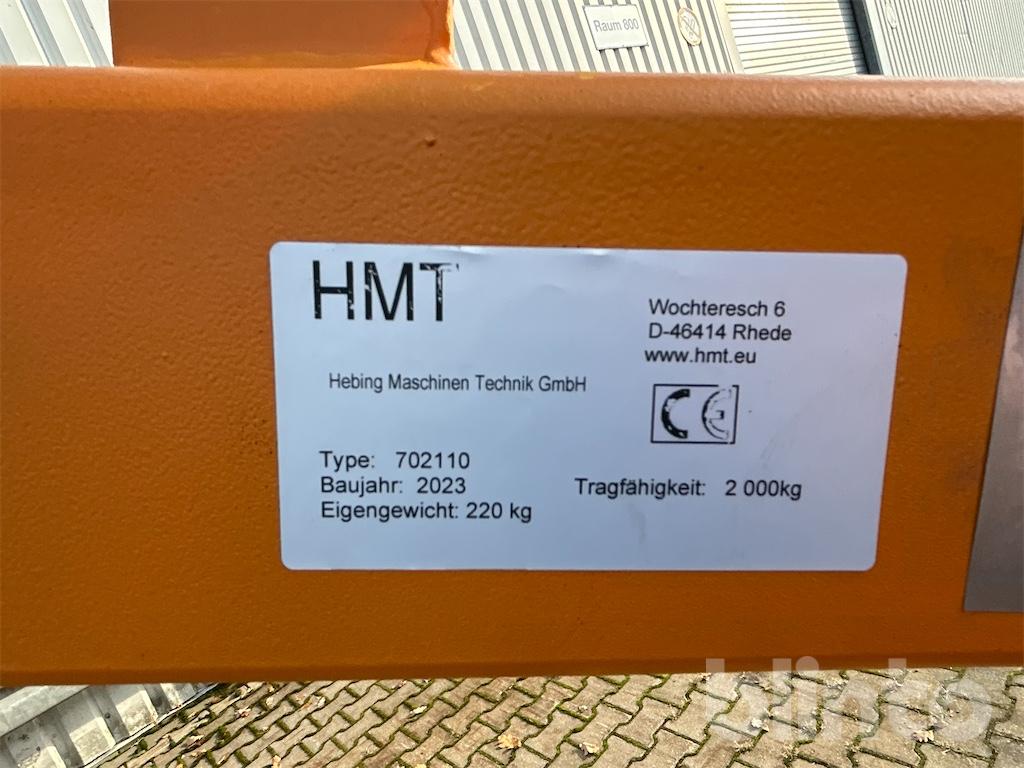 Raum 800
HMT
Wochteresch 6
D-46414 Rhede
www.hmt.eu
Hebing Maschinen Technik GmbH
CE
Type: 702110
Baujahr: 2023
Eigengewicht: 220 kg
Tragfähigkeit: 2 000kg
blinto